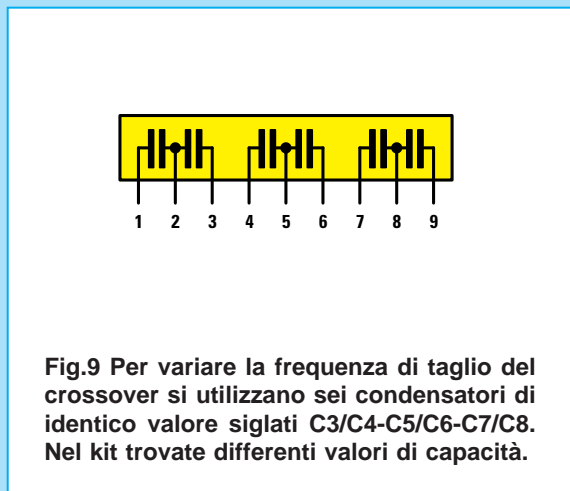 1 2 3 4 5 6 7 8 9
Fig.9 Per variare la frequenza di taglio del
crossover si utilizzano sei condensatori di
identico valore siglati C3/C4-C5/C6-C7/C8.
Nel kit trovate differenti valori di capacità.